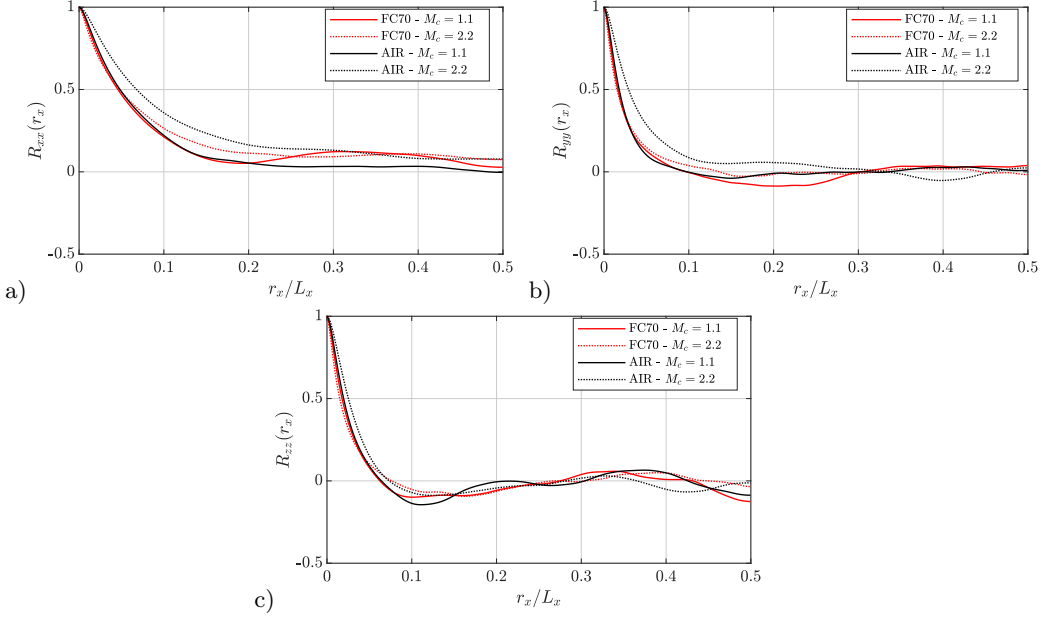 1
0.5
0
-0.5
R_{xx}(r_x)
FC70 - M_c = 1.1
FC70 - M_c = 2.2
AIR - M_c = 1.1
AIR - M_c = 2.2
0 0.1 0.2 0.3 0.4 0.5
r_x/L_x
a)
1
0.5
0
-0.5
R_{yy}(r_x)
FC70 - M_c = 1.1
FC70 - M_c = 2.2
AIR - M_c = 1.1
AIR - M_c = 2.2
0 0.1 0.2 0.3 0.4 0.5
r_x/L_x
b)
1
0.5
0
-0.5
R_{zz}(r_x)
FC70 - M_c = 1.1
FC70 - M_c = 2.2
AIR - M_c = 1.1
AIR - M_c = 2.2
0 0.1 0.2 0.3 0.4 0.5
r_x/L_x
c)